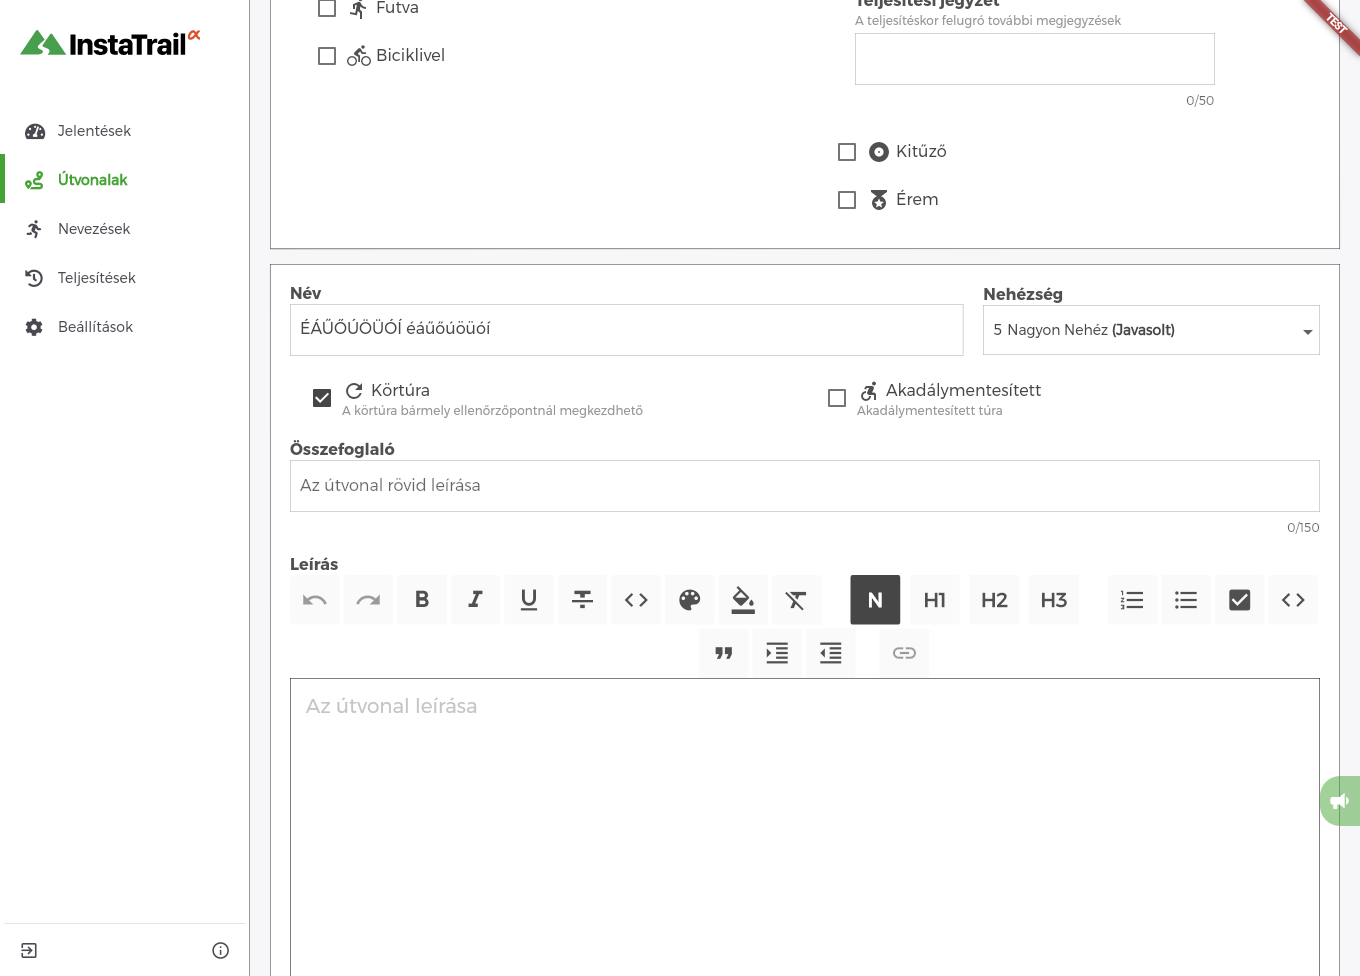 InstaTrail α
Jelentések
Útvonalak
Nevezések
Teljesítések
Beállítások
TEST
Futva
Biciklivel
Teljesítési jegyzet
A teljesítéskor felugró további megjegyzések
0/50
Kitűző
Érem
Név
ÉÁŰŐÚÖÜÓÍ éáűőúöüóí
Nehézség
5 Nagyon Nehéz (Javasolt)
Körtúra
A körtúra bármely ellenőrzőpontnál megkezdhető
Akadálymentesített
Akadálymentesített túra
Összefoglaló
Az útvonal rövid leírása
0/150
Leírás
B I U N H1 H2 H3
Az útvonal leírása